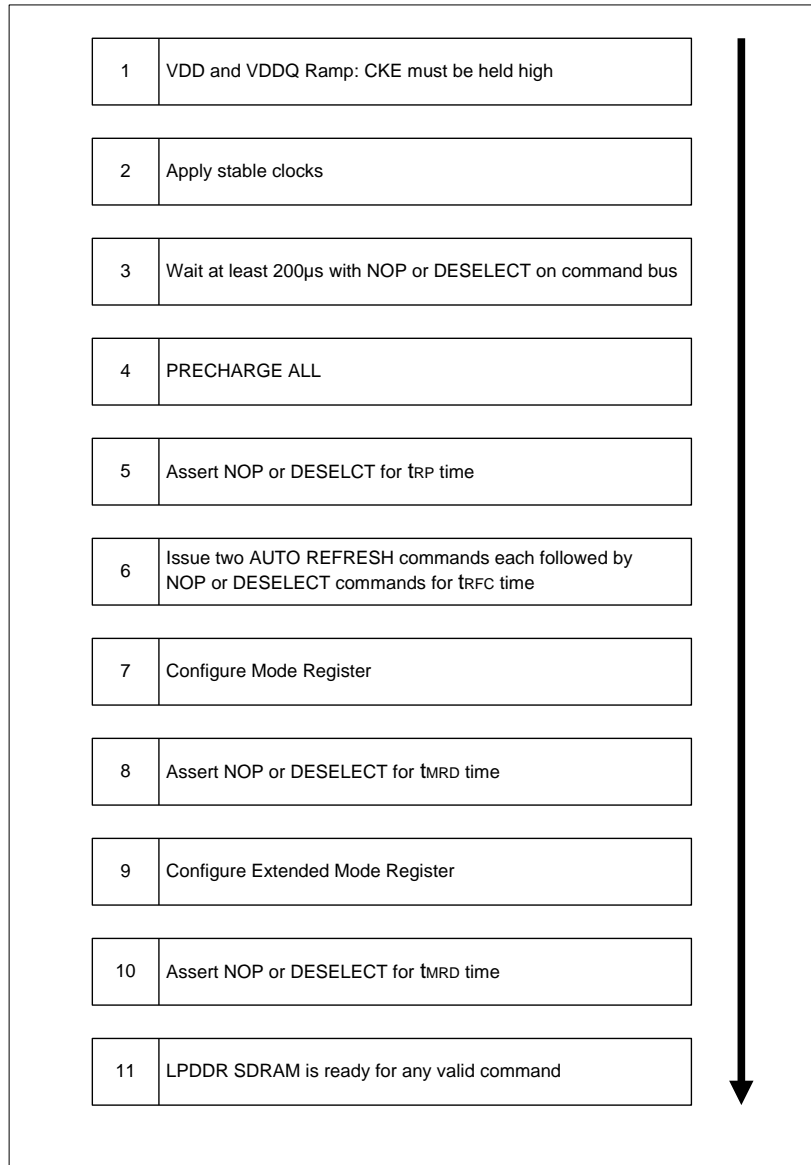 1 VDD and VDDQ Ramp: CKE must be held high
2 Apply stable clocks
3 Wait at least 200µs with NOP or DESELECT on command bus
4 PRECHARGE ALL
5 Assert NOP or DESELCT for tRP time
6 Issue two AUTO REFRESH commands each followed by
NOP or DESELECT commands for tRFC time
7 Configure Mode Register
8 Assert NOP or DESELECT for tMRD time
9 Configure Extended Mode Register
10 Assert NOP or DESELECT for tMRD time
11 LPDDR SDRAM is ready for any valid command